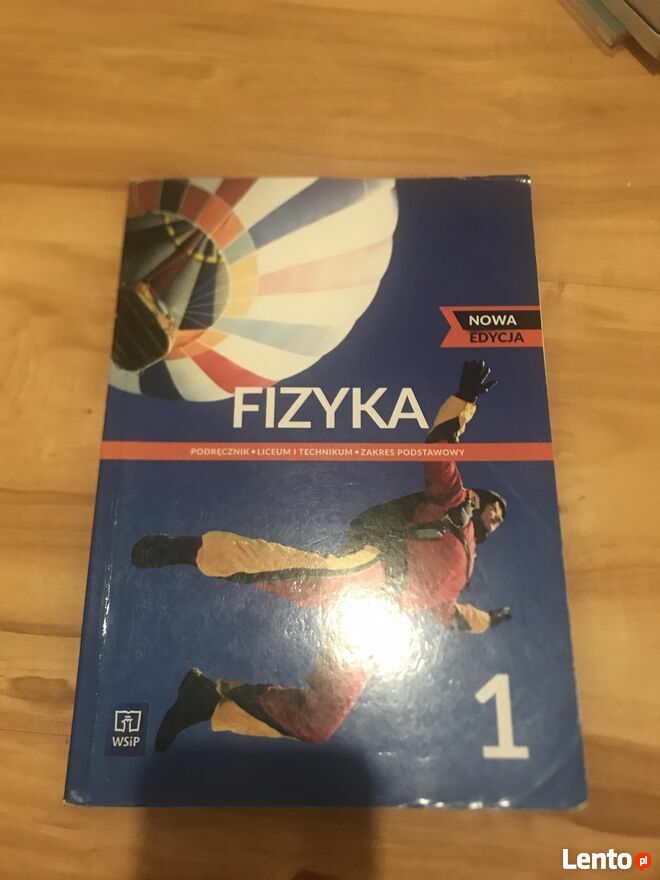 NOWA
EDYCJA
FIZYKA
PODRĘCZNIK • LICEUM I TECHNIKUM • ZAKRES PODSTAWOWY
1
WSiP
Lento pl